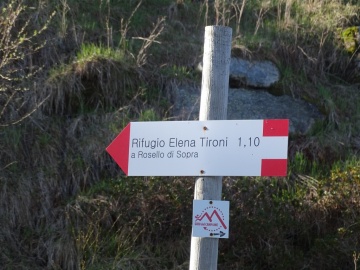 Rifugio Elena Tironi 1,10
a Rosello di Sopra